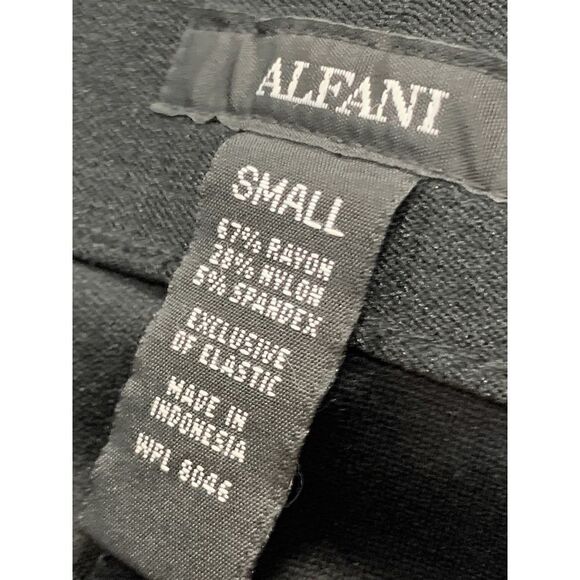 ALFANI
SMALL
67% RAYON
28% NYLON
5% SPANDEX
EXCLUSIVE
OF ELASTIC
MADE IN
INDONESIA
WPL 8046